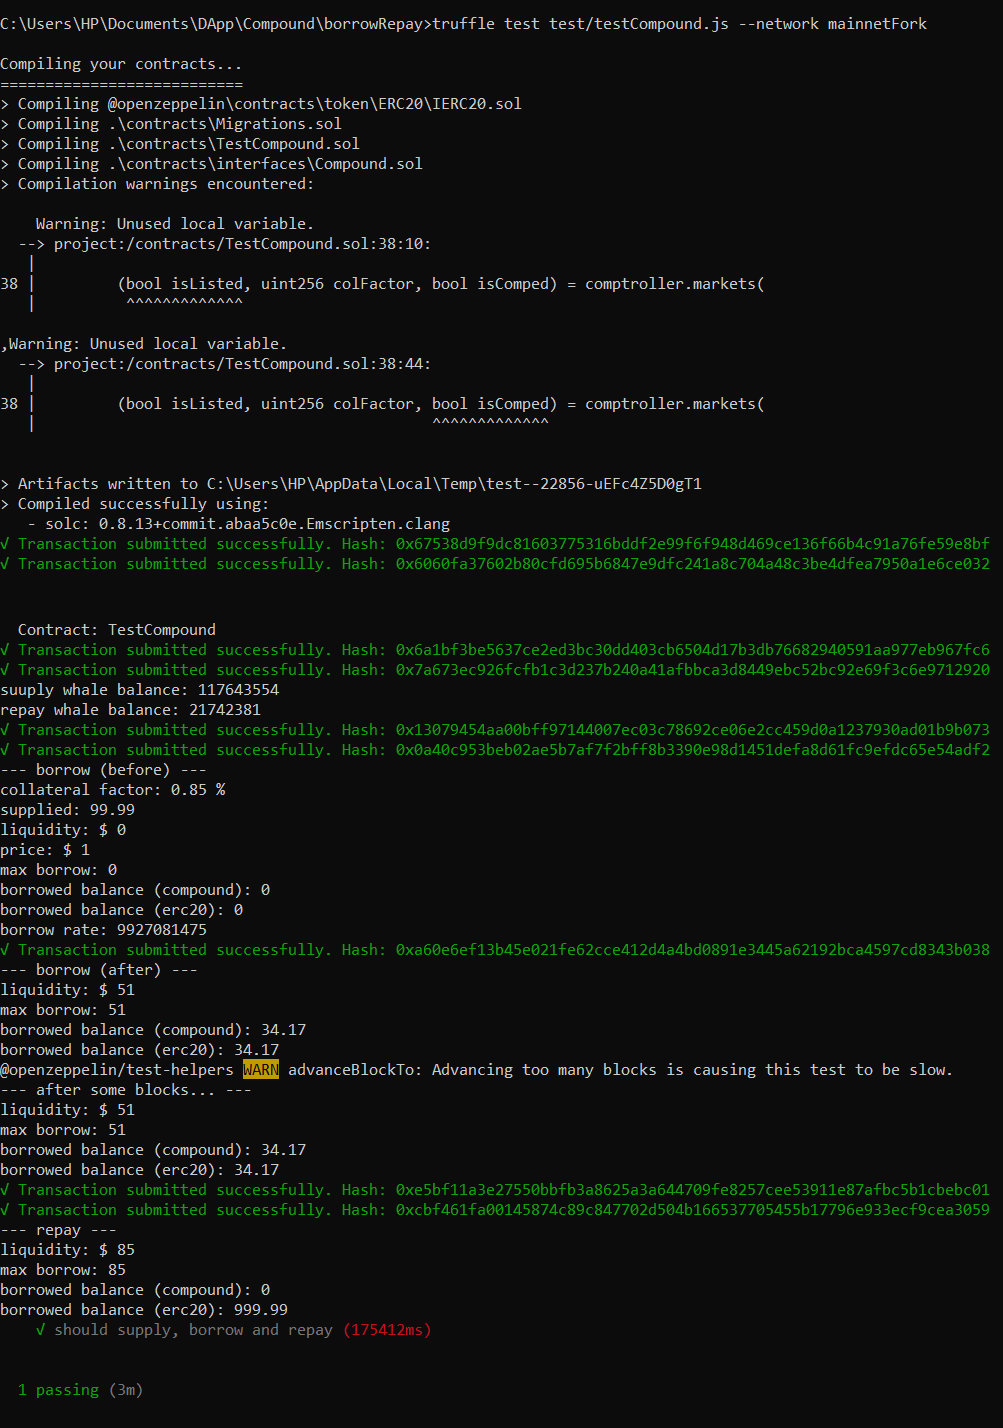 C:\Users\HP\Documents\DApp\Compound\borrowRepay>truffle test test/testCompound.js --network mainnetFork
Compiling your contracts...
===========================
> Compiling @openzeppelin\contracts\token\ERC20\IERC20.sol
> Compiling .\contracts\Migrations.sol
> Compiling .\contracts\TestCompound.sol
> Compiling .\contracts\interfaces\Compound.sol
> Compilation warnings encountered:
Warning: Unused local variable.
--> project:/contracts/TestCompound.sol:38:10:
|
38 | (bool isListed, uint256 colFactor, bool isComped) = comptroller.markets(
| ^^^^^^^^^^^^^
,Warning: Unused local variable.
--> project:/contracts/TestCompound.sol:38:44:
|
38 | (bool isListed, uint256 colFactor, bool isComped) = comptroller.markets(
| ^^^^^^^^^^^^^
> Artifacts written to C:\Users\HP\AppData\Local\Temp\test--22856-uEFc4Z5D0gT1
> Compiled successfully using:
- solc: 0.8.13+commit.abaa5c0e.Emscripten.clang
√ Transaction submitted successfully. Hash: 0x67538d9f9dc81603775316bddf2e99f6f948d469ce136f66b4c91a76fe59e8bf
√ Transaction submitted successfully. Hash: 0x6060fa37602b80cfd695b6847e9dfc241a8c704a48c3be4dfea7950a1e6ce032
Contract: TestCompound
√ Transaction submitted successfully. Hash: 0x6a1bf3be5637ce2ed3bc30dd403cb6504d17b3db76682940591aa977eb967fc6
√ Transaction submitted successfully. Hash: 0x7a673ec926fcfb1c3d237b240a41afbbca3d8449ebc52bc92e69f3c6e9712920
suuply whale balance: 117643554
repay whale balance: 21742381
√ Transaction submitted successfully. Hash: 0x13079454aa00bff97144007ec03c78692ce06e2cc459d0a1237930ad01b9b073
√ Transaction submitted successfully. Hash: 0x0a40c953beb02ae5b7af7f2bff8b3390e98d1451defa8d61fc9efdc65e54adf2
--- borrow (before) ---
collateral factor: 0.85 %
supplied: 99.99
liquidity: $ 0
price: $ 1
max borrow: 0
borrowed balance (compound): 0
borrowed balance (erc20): 0
borrow rate: 9927081475
√ Transaction submitted successfully. Hash: 0xa60e6ef13b45e021fe62cce412d4a4bd0891e3445a62192bca4597cd8343b038
--- borrow (after) ---
liquidity: $ 51
max borrow: 51
borrowed balance (compound): 34.17
borrowed balance (erc20): 34.17
@openzeppelin/test-helpers WARN advanceBlockTo: Advancing too many blocks is causing this test to be slow.
--- after some blocks... ---
liquidity: $ 51
max borrow: 51
borrowed balance (compound): 34.17
borrowed balance (erc20): 34.17
√ Transaction submitted successfully. Hash: 0xe5bf11a3e27550bbfb3a8625a3a644709fe8257cee53911e87afbc5b1cbebc01
√ Transaction submitted successfully. Hash: 0xcbf461fa00145874c89c847702d504b166537705455b17796e933ecf9cea3059
--- repay ---
liquidity: $ 85
max borrow: 85
borrowed balance (compound): 0
borrowed balance (erc20): 999.99
√ should supply, borrow and repay (175412ms)
1 passing (3m)